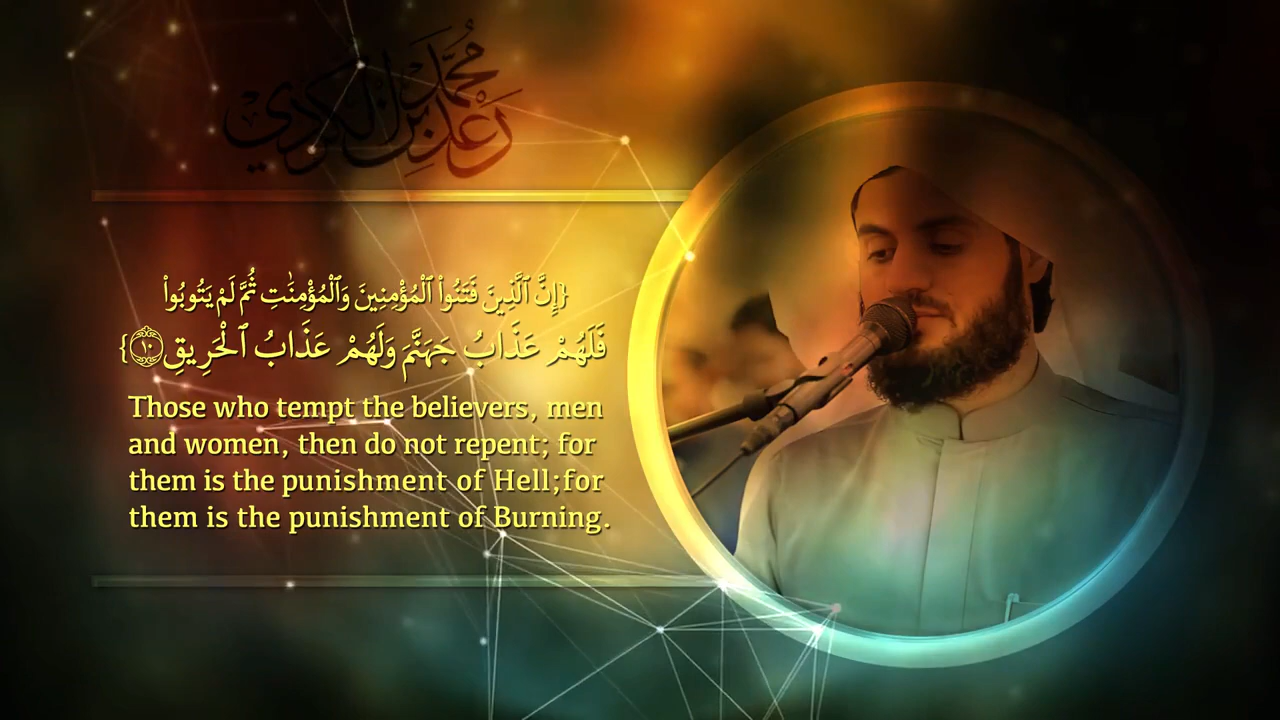 محمد
رعد بن الكردي
{إِنَّ ٱلَّذِينَ فَتَنُوا۟ ٱلْمُؤْمِنِينَ وَٱلْمُؤْمِنَٰتِ ثُمَّ لَمْ يَتُوبُوا۟
فَلَهُمْ عَذَابُ جَهَنَّمَ وَلَهُمْ عَذَابُ ٱلْحَرِيقِ ١٠}
Those who tempt the believers, men
and women, then do not repent; for
them is the punishment of Hell;for
them is the punishment of Burning.